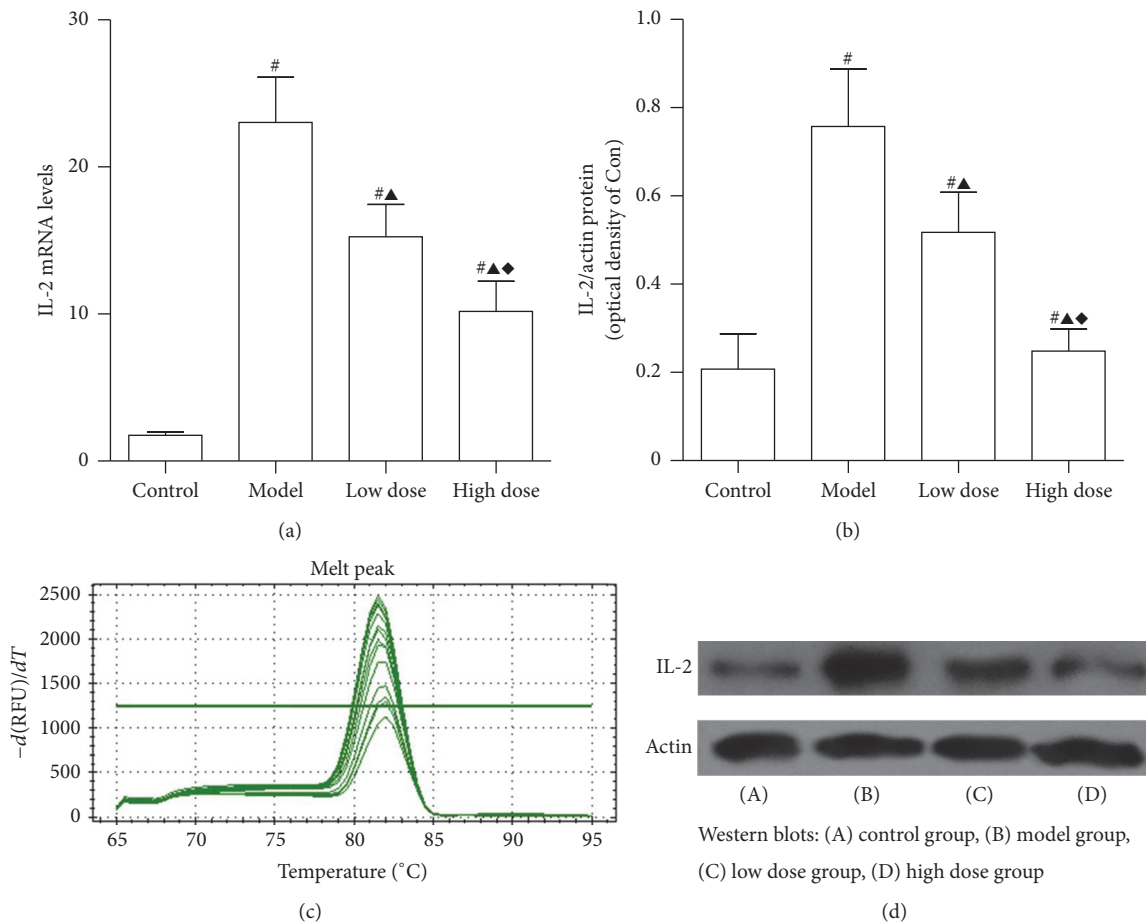 30
20
10
0
IL-2 mRNA levels
#
#▲
#▲◆
Control Model Low dose High dose
(a)
1.0
0.8
0.6
0.4
0.2
0
IL-2/actin protein
(optical density of Con)
#
#▲
#▲◆
Control Model Low dose High dose
(b)
Melt peak
2500
2000
1500
1000
500
0
−d(RFU)/dT
65 70 75 80 85 90 95
Temperature (°C)
(c)
IL-2
Actin
(A) (B) (C) (D)
Western blots: (A) control group, (B) model group,
(C) low dose group, (D) high dose group
(d)